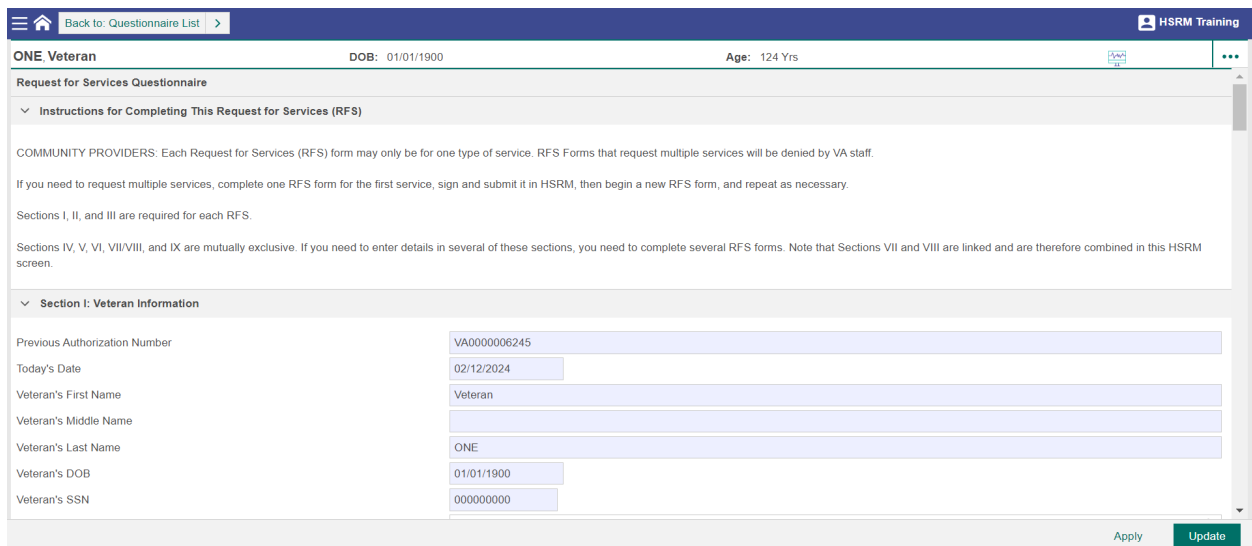 Back to: Questionnaire List >
HSRM Training
ONE, Veteran DOB: 01/01/1900 Age: 124 Yrs
Request for Services Questionnaire
Instructions for Completing This Request for Services (RFS)
COMMUNITY PROVIDERS: Each Request for Services (RFS) form may only be for one type of service. RFS Forms that request multiple services will be denied by VA staff.
If you need to request multiple services, complete one RFS form for the first service, sign and submit it in HSRM, then begin a new RFS form, and repeat as necessary.
Sections I, II, and III are required for each RFS.
Sections IV, V, VI, VII/VIII, and IX are mutually exclusive. If you need to enter details in several of these sections, you need to complete several RFS forms. Note that Sections VII and VIII are linked and are therefore combined in this HSRM
screen.
Section I: Veteran Information
Previous Authorization Number VA0000006245
Today's Date 02/12/2024
Veteran's First Name Veteran
Veteran's Middle Name
Veteran's Last Name ONE
Veteran's DOB 01/01/1900
Veteran's SSN 000000000
Apply Update